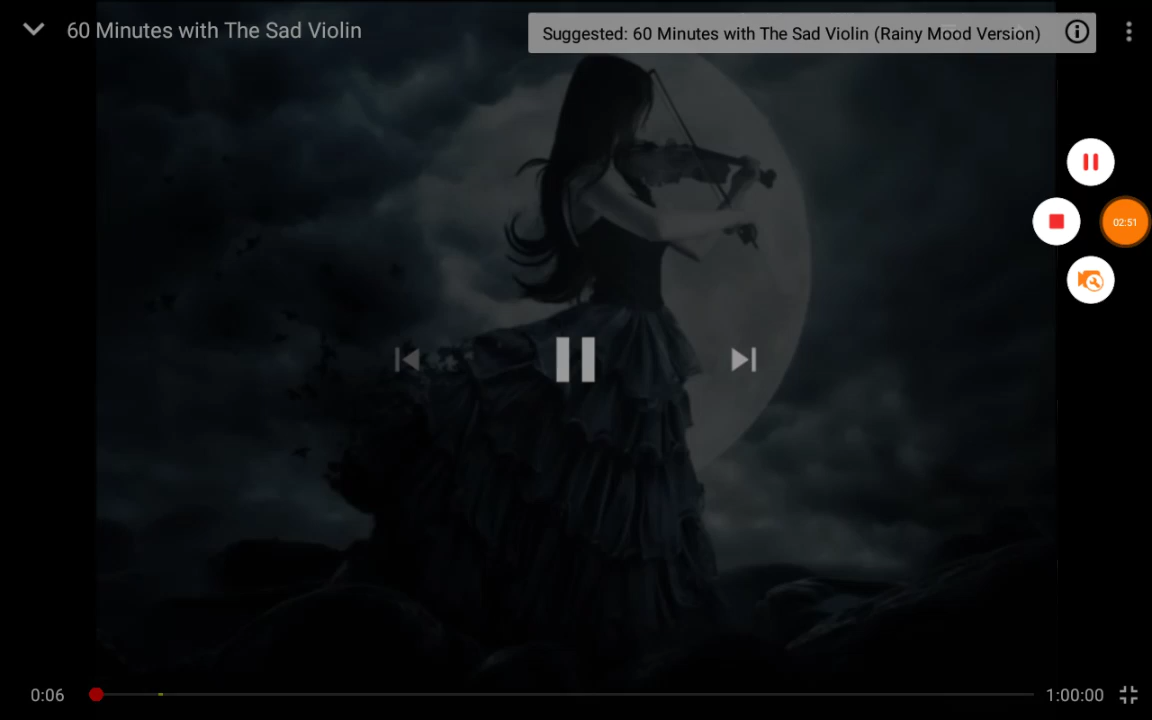 60 Minutes with The Sad Violin
Suggested: 60 Minutes with The Sad Violin (Rainy Mood Version)
02:51
0:06
1:00:00